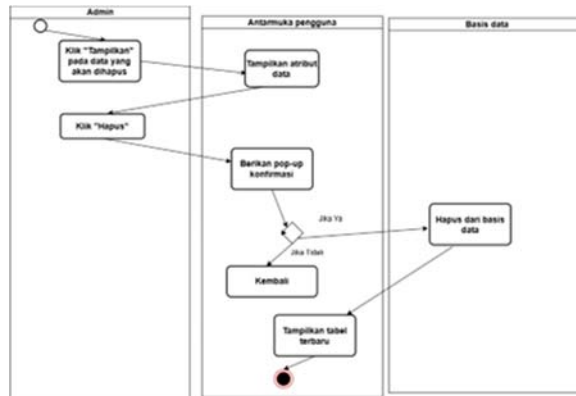 Admin
Antarmuka pengguna
Basis data
Klik "Tampilkan"
pada data yang
akan dihapus
Tampilkan atribut
data
Klik "Hapus"
Berikan pop-up
konfirmasi
Jika Ya
Hapus dari basis
data
Jika Tidak
Kembali
Tampilkan tabel
terbaru